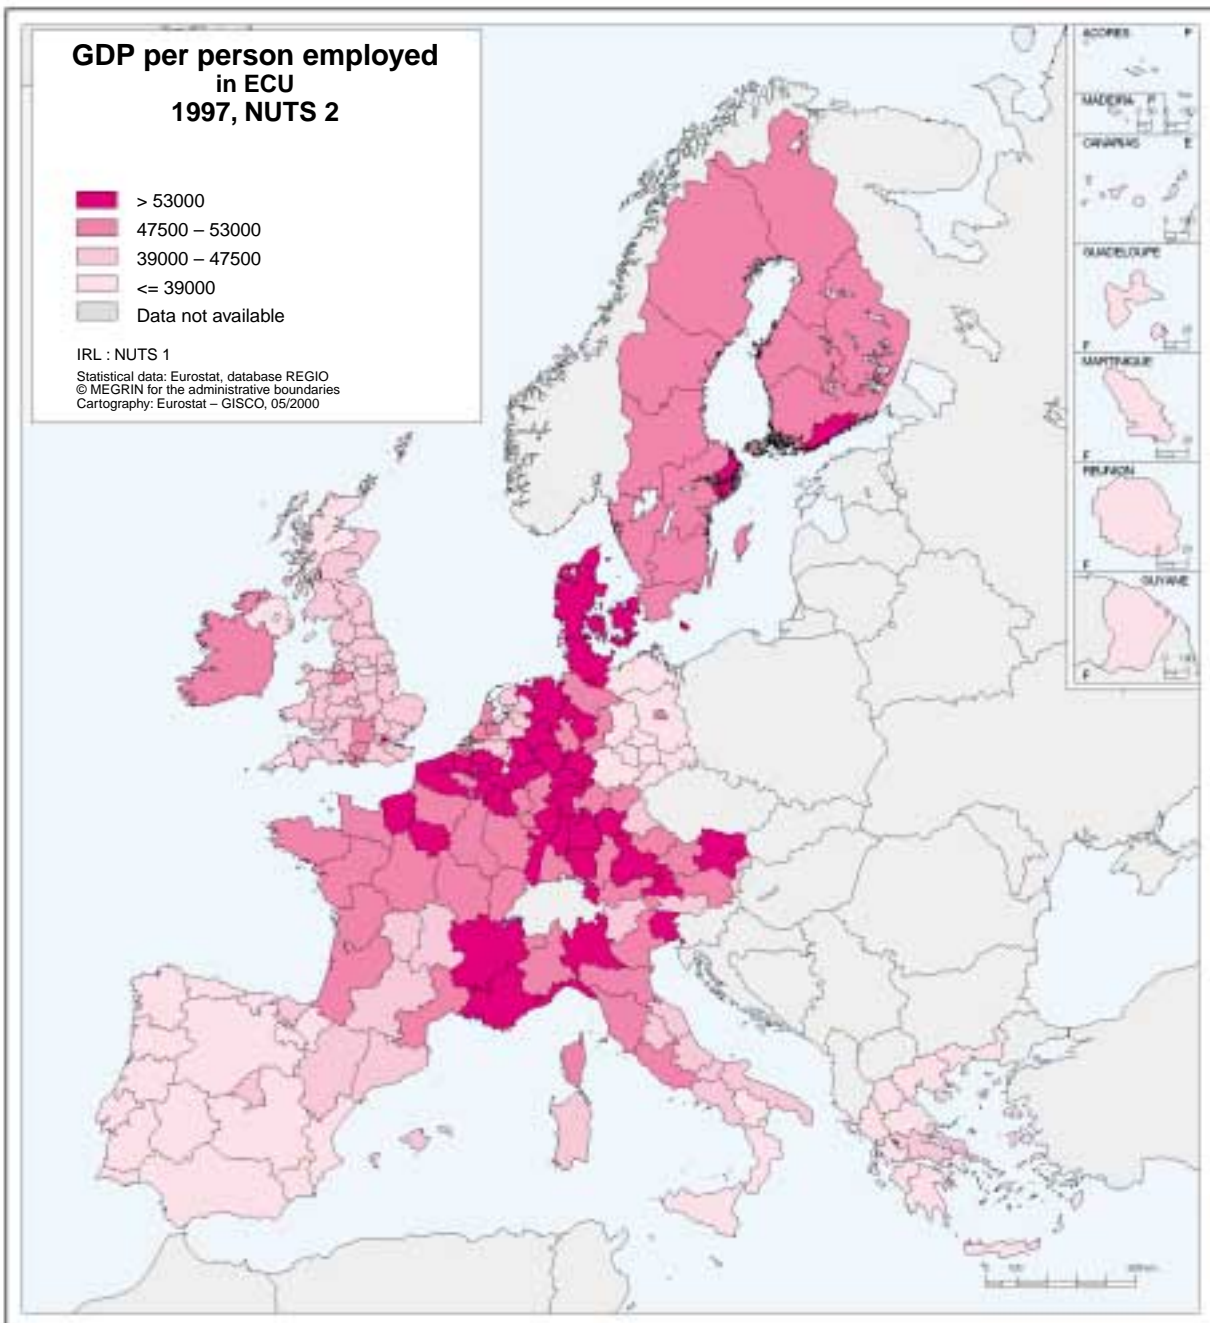 GDP per person employed
in ECU
1997, NUTS 2
> 53000
47500 – 53000
39000 – 47500
<= 39000
Data not available
IRL : NUTS 1
Statistical data: Eurostat, database REGIO
© MEGRIN for the administrative boundaries
Cartography: Eurostat – GISCO, 05/2000
ACORES P
MADEIRA P
CANARIAS E
GUADELOUPE
F
MARTINIQUE
F
REUNION
F
GUYANE
F